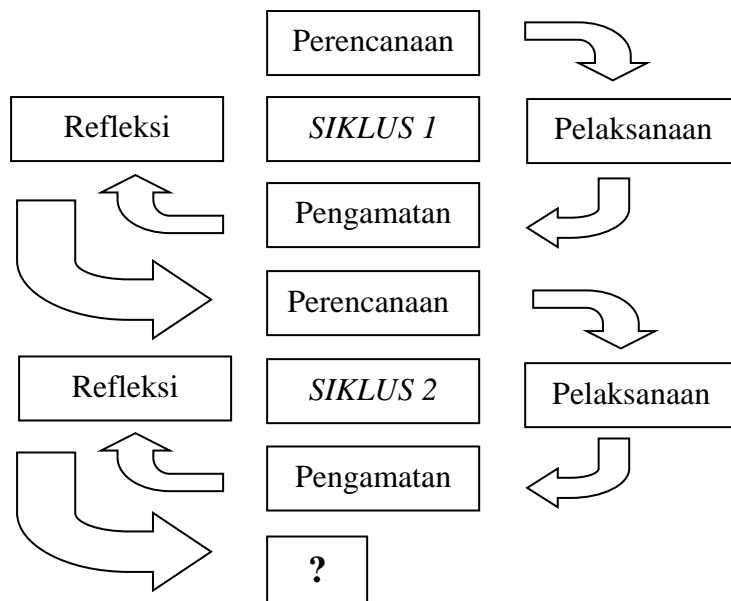 Perencanaan
Refleksi
SIKLUS 1
Pelaksanaan
Pengamatan
Perencanaan
Refleksi
SIKLUS 2
Pelaksanaan
Pengamatan
?